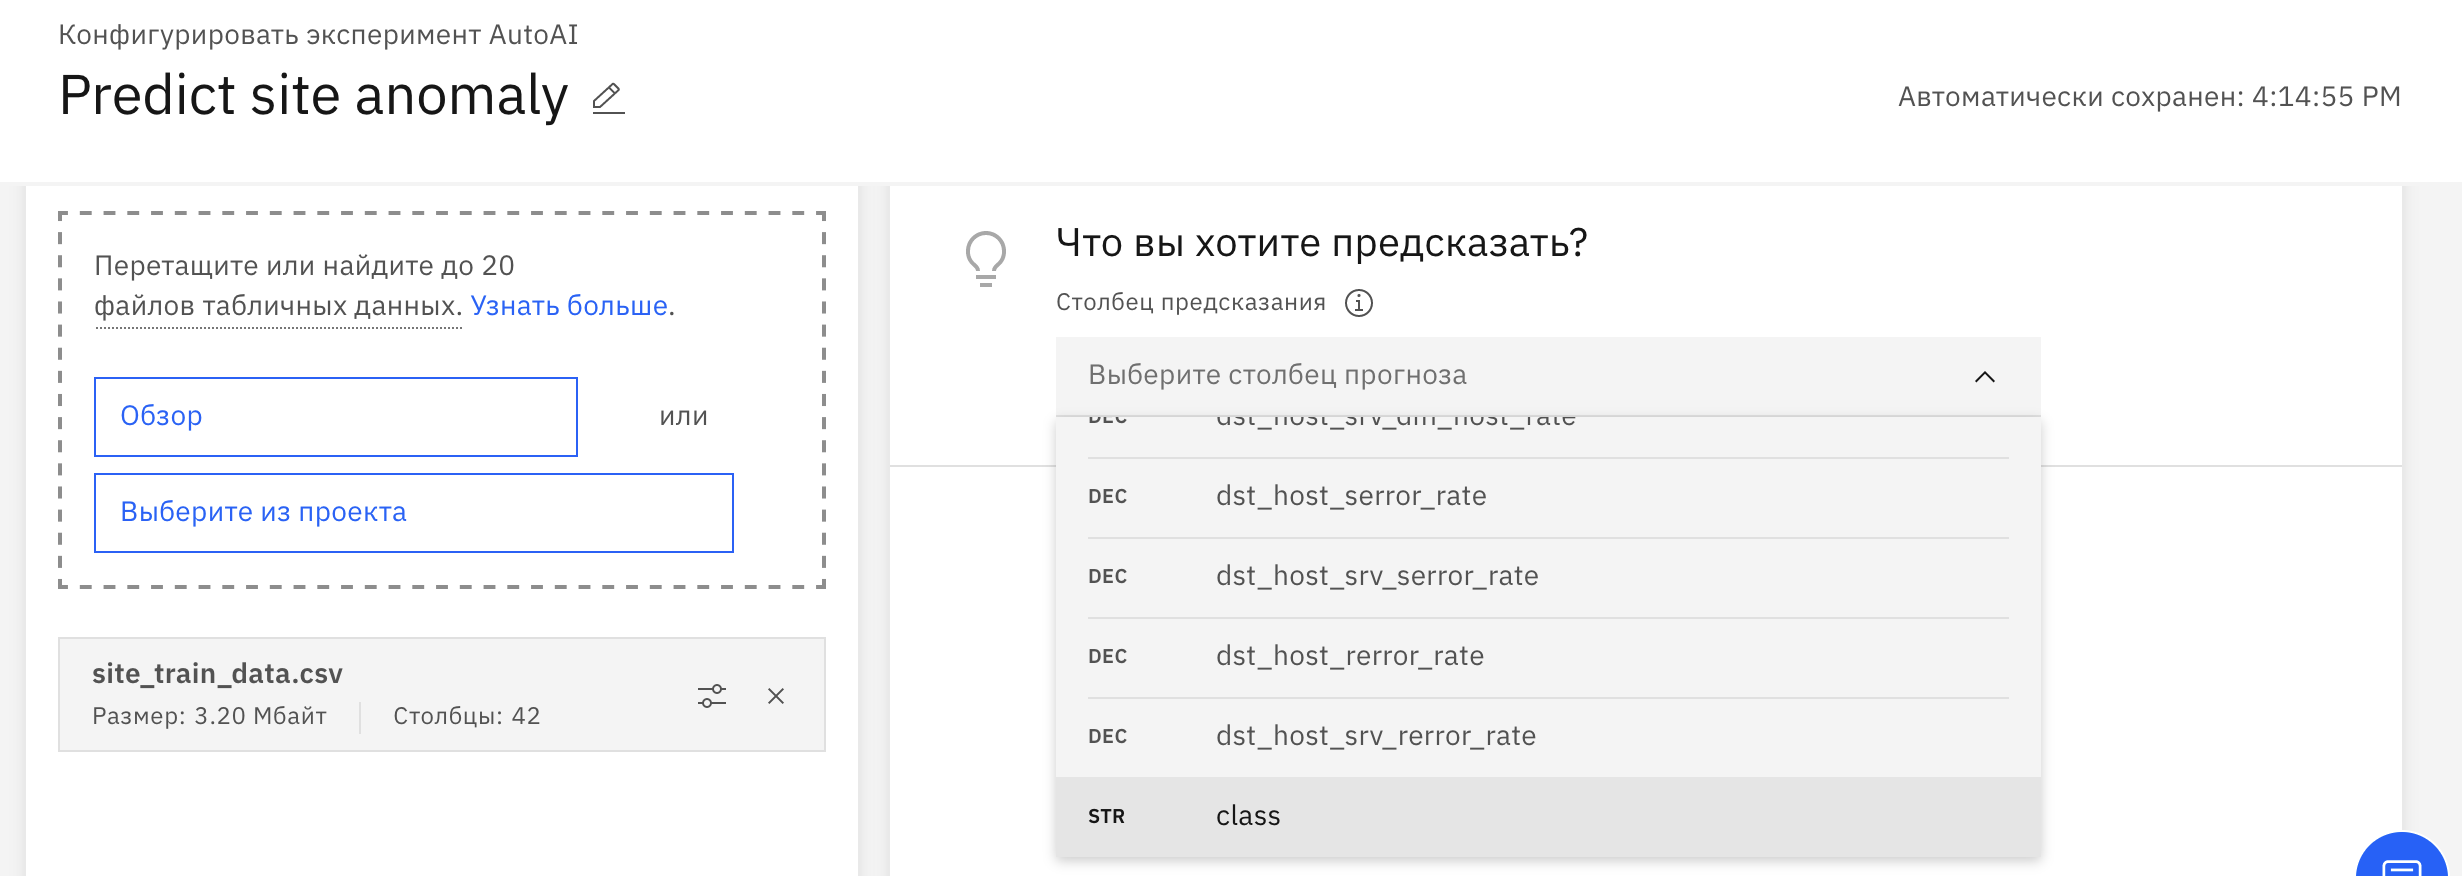 Конфигурировать эксперимент AutoAI
Predict site anomaly
Автоматически сохранен: 4:14:55 PM
Перетащите или найдите до 20
файлов табличных данных. Узнать больше.
Обзор
или
Выберите из проекта
site_train_data.csv
Размер: 3.20 Мбайт
Столбцы: 42
Что вы хотите предсказать?
Столбец предсказания
Выберите столбец прогноза
DEC
DEC dst_host_serror_rate
DEC dst_host_srv_serror_rate
DEC dst_host_rerror_rate
DEC dst_host_srv_rerror_rate
STR class